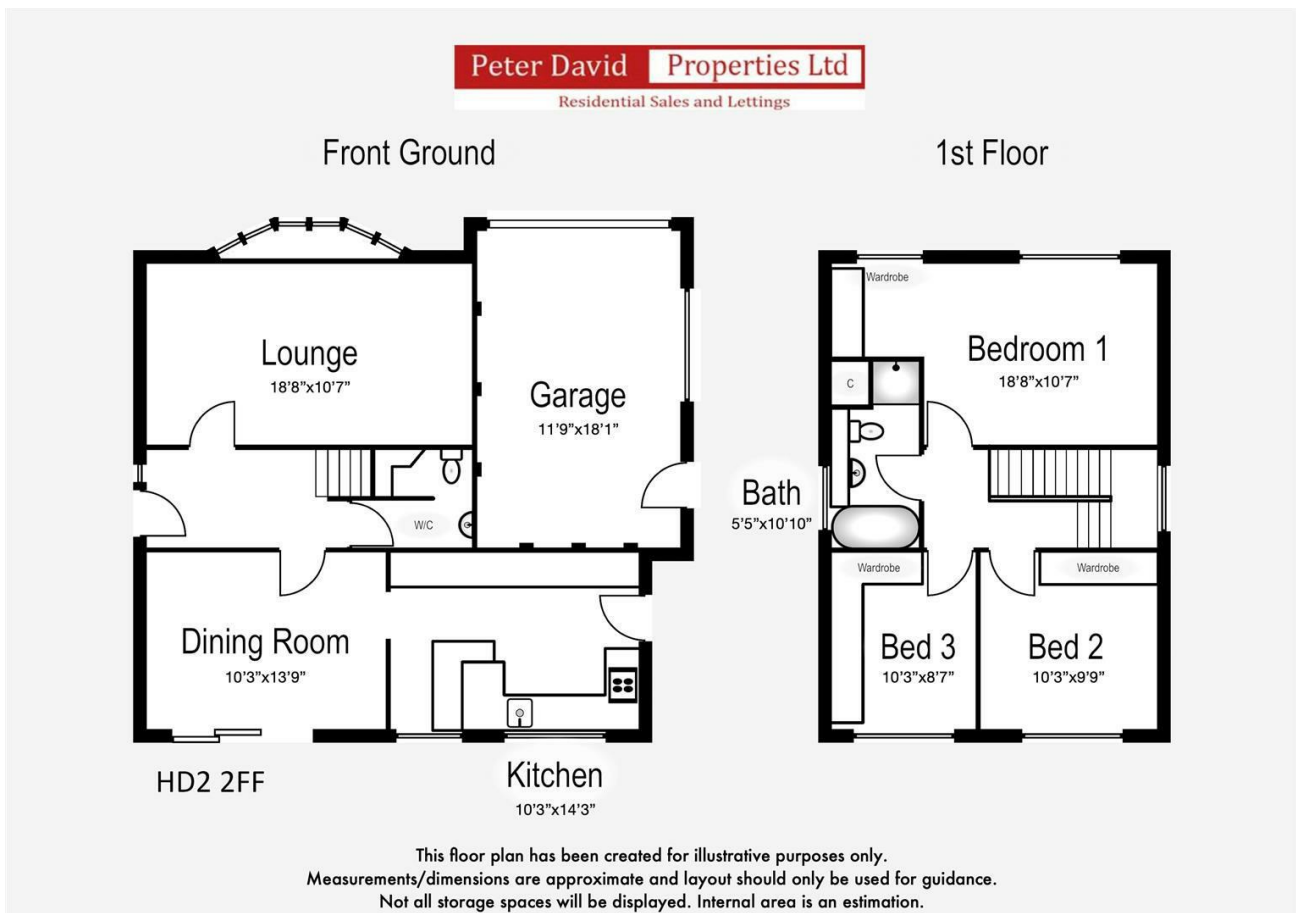 Peter David Properties Ltd
Residential Sales and Lettings
Front Ground
1st Floor
Lounge
18'8"x10'7"
Garage
11'9"x18'1"
W/C
Dining Room
10'3"x13'9"
Kitchen
10'3"x14'3"
HD2 2FF
Wardrobe
Bedroom 1
18'8"x10'7"
C
Bath
5'5"x10'10"
Wardrobe
Wardrobe
Bed 3
10'3"x8'7"
Bed 2
10'3"x9'9"
This floor plan has been created for illustrative purposes only.
Measurements/dimensions are approximate and layout should only be used for guidance.
Not all storage spaces will be displayed. Internal area is an estimation.